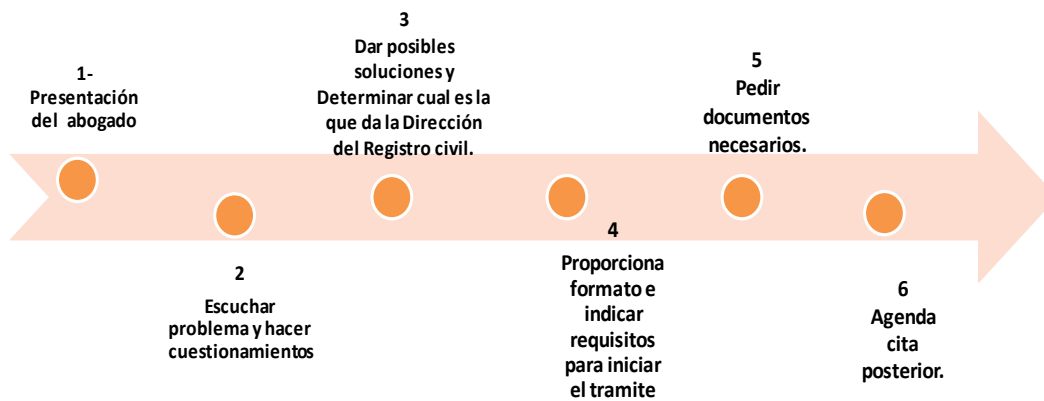 1-
Presentación
del abogado
2
Escuchar
problema y hacer
cuestionamientos
3
Dar posibles
soluciones y
Determinar cual es la
que da la Dirección
del Registro civil.
4
Proporciona
formato e
indicar
requisitos
para iniciar
el tramite
5
Pedir
documentos
necesarios.
6
Agenda
cita
posterior.